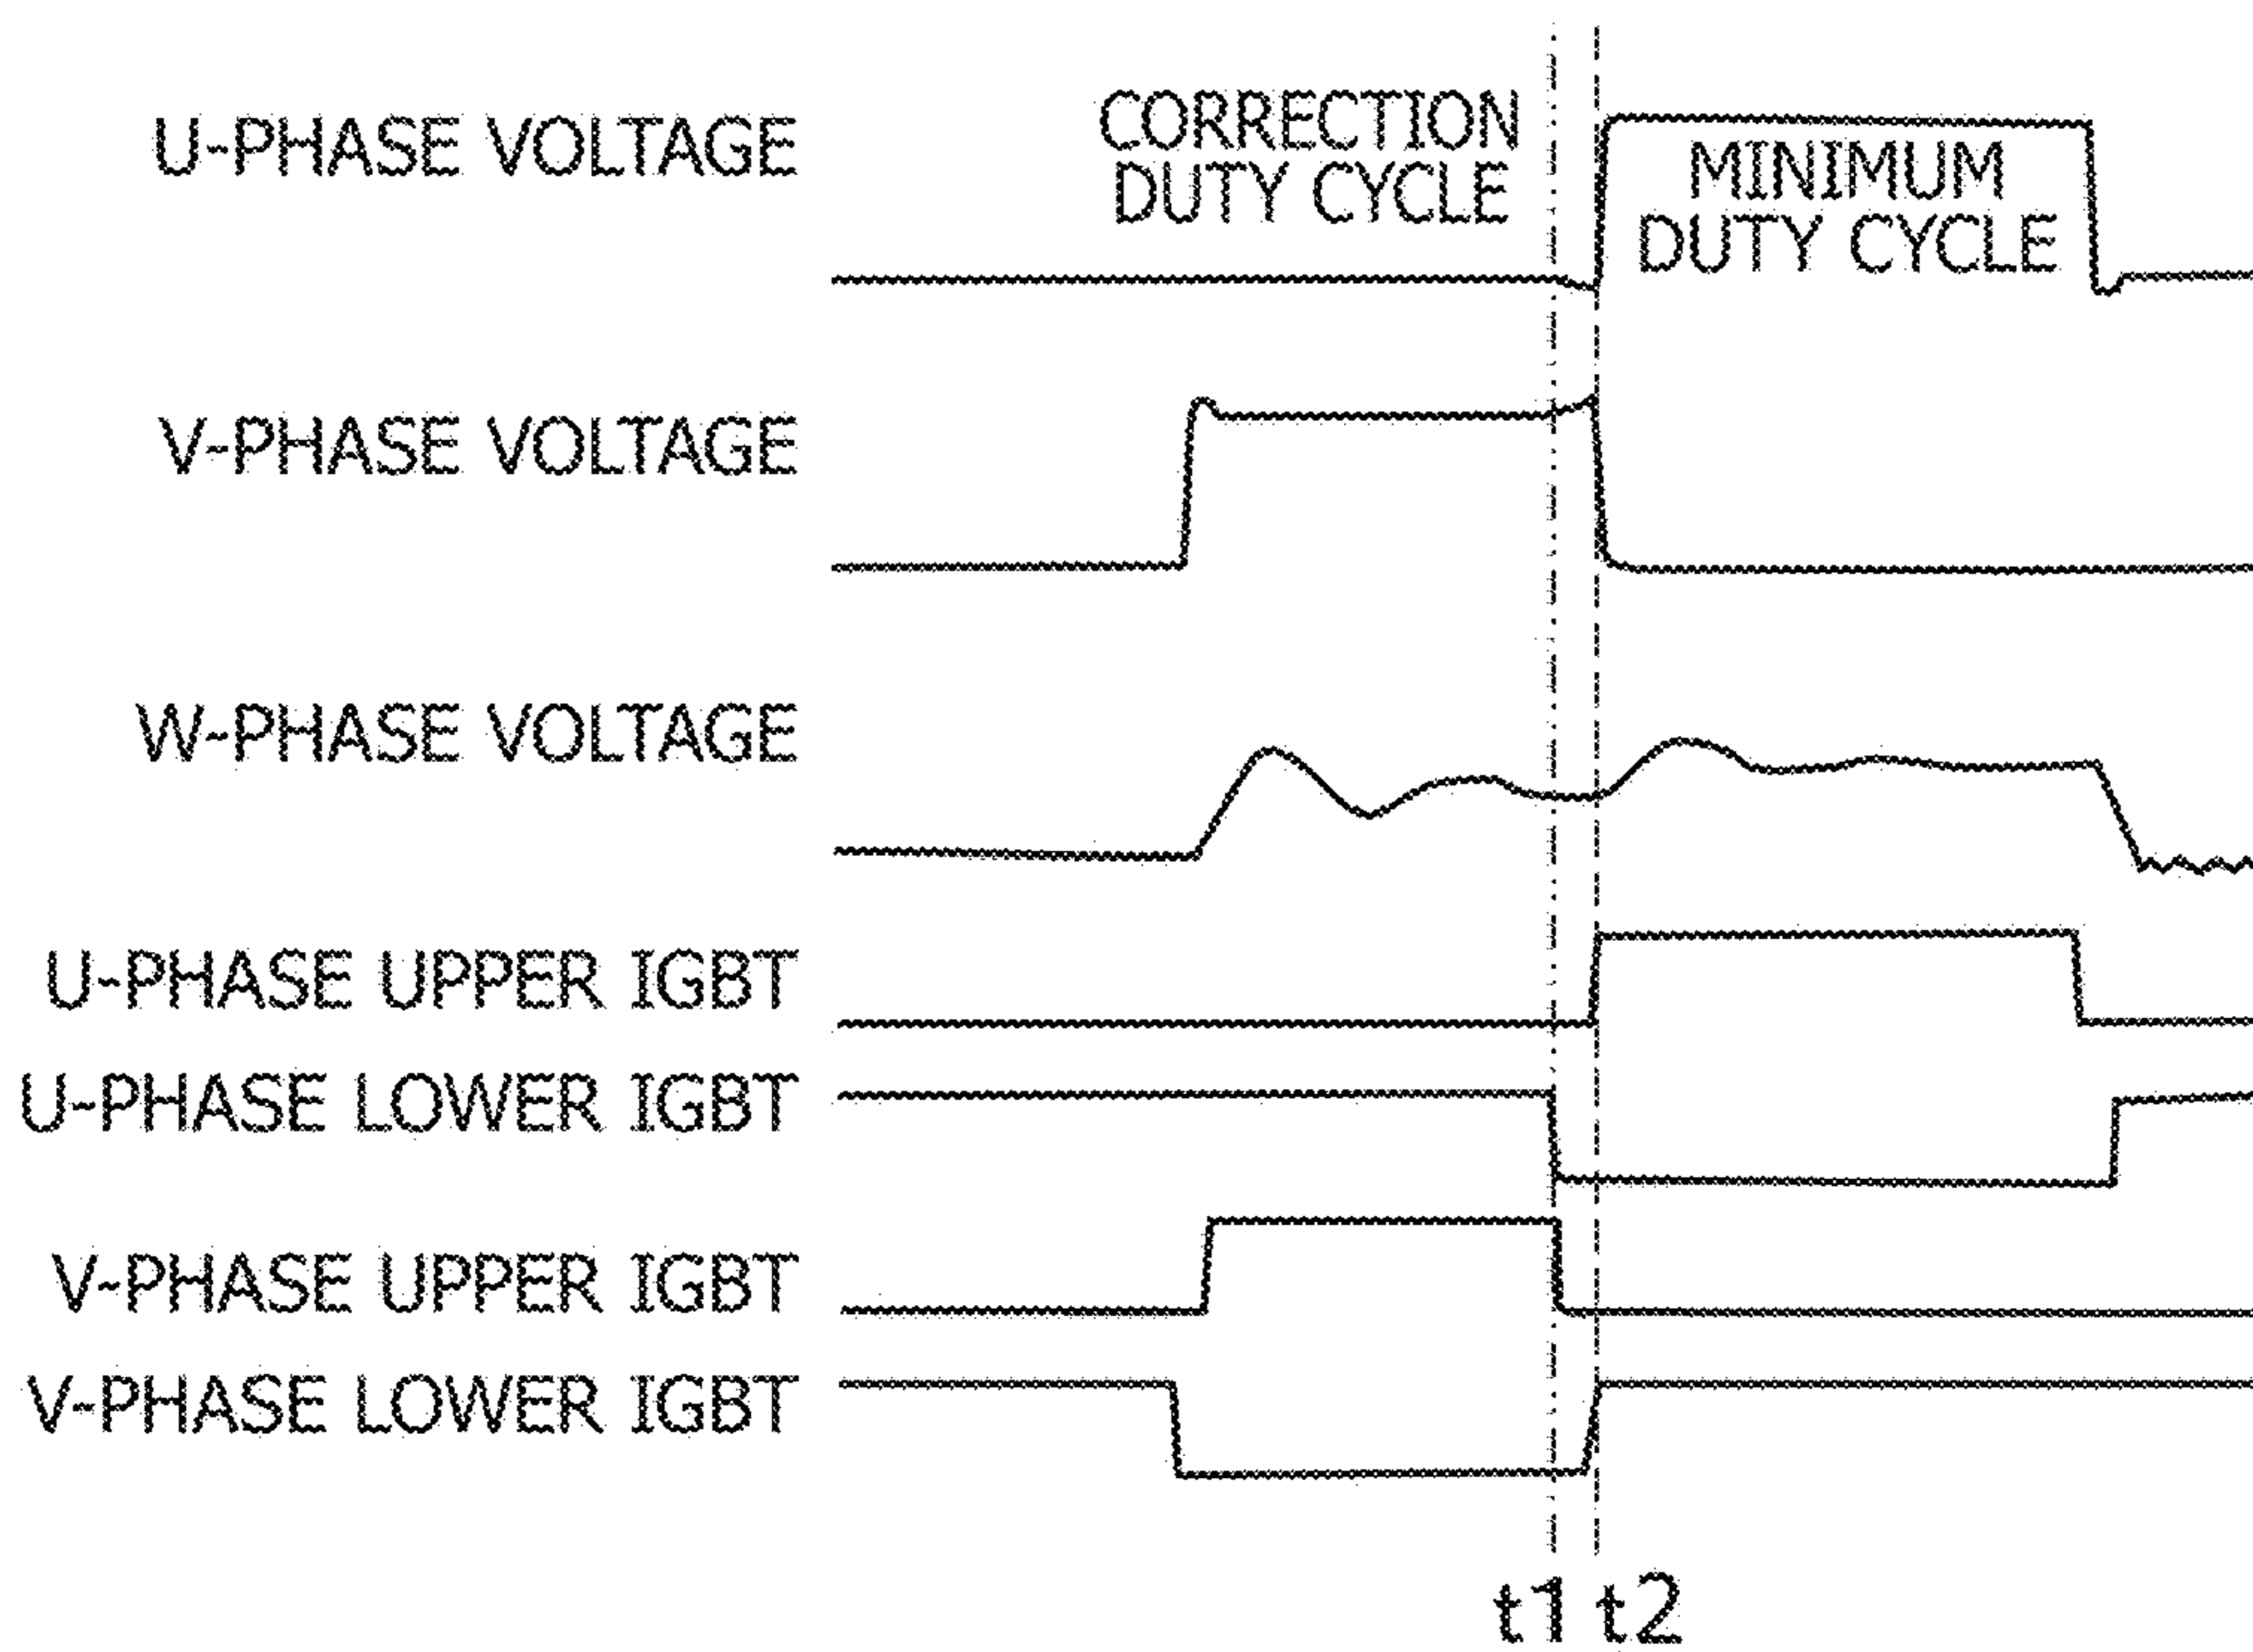 CORRECTION
DUTY CYCLE
U-PHASE VOLTAGE
MINIMUM
DUTY CYCLE
V-PHASE VOLTAGE
W-PHASE VOLTAGE
U-PHASE UPPER IGBT
U-PHASE LOWER IGBT
V-PHASE UPPER IGBT
V-PHASE LOWER IGBT
t1 t2